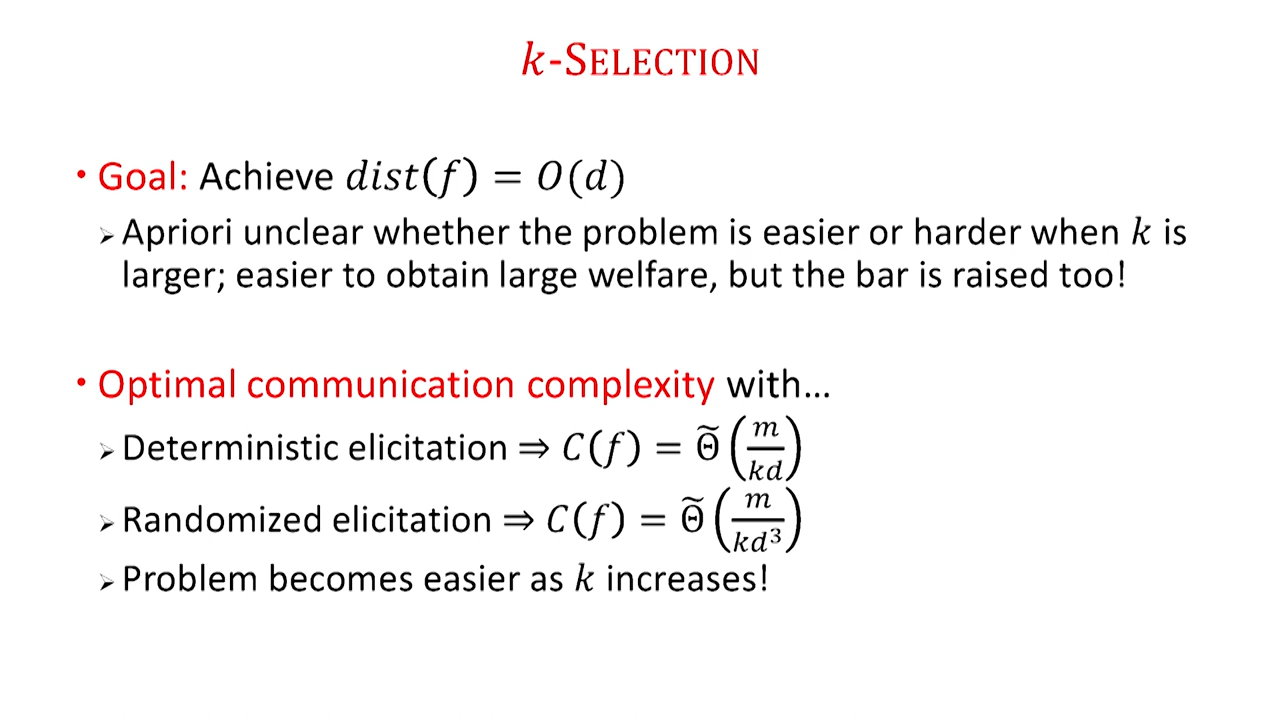 k-SELECTION
• Goal: Achieve dist(f) = O(d)
➢ Apriori unclear whether the problem is easier or harder when k is
larger; easier to obtain large welfare, but the bar is raised too!
• Optimal communication complexity with…
➢ Deterministic elicitation ⇒ C(f) = Θ̃(m/kd)
➢ Randomized elicitation ⇒ C(f) = Θ̃(m/kd³)
➢ Problem becomes easier as k increases!